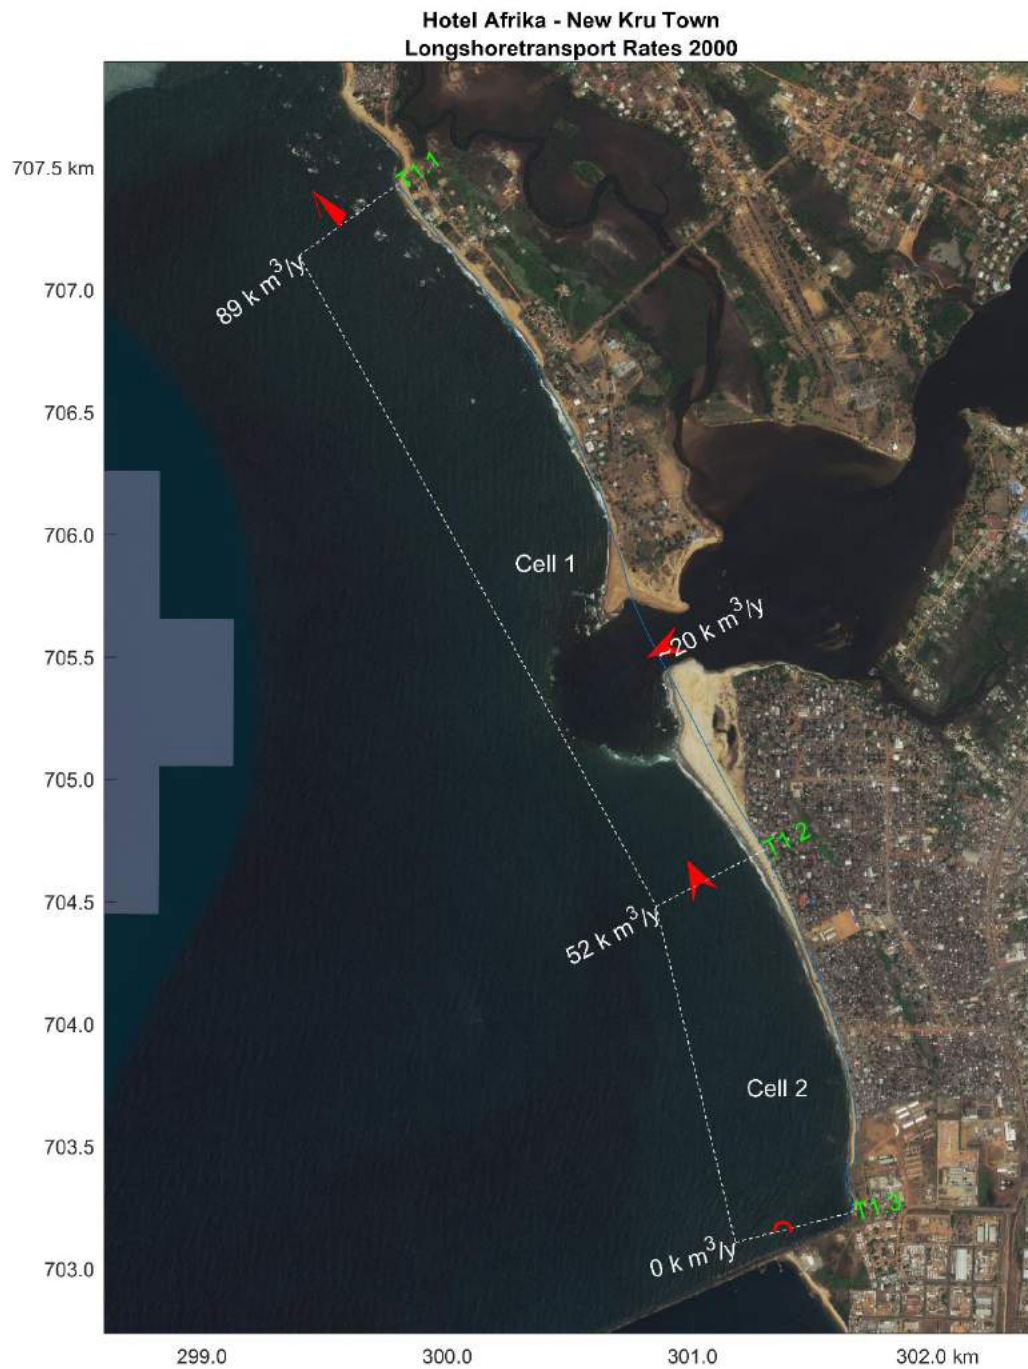 Hotel Afrika - New Kru Town
Longshoretransport Rates 2000
707.5 km
T1.1
89 k m³/y
707.0
706.5
706.0
Cell 1
~20 k m³/y
705.5
705.0
T1.2
704.5
52 k m³/y
704.0
Cell 2
703.5
T1.3
0 k m³/y
703.0
299.0 300.0 301.0 302.0 km